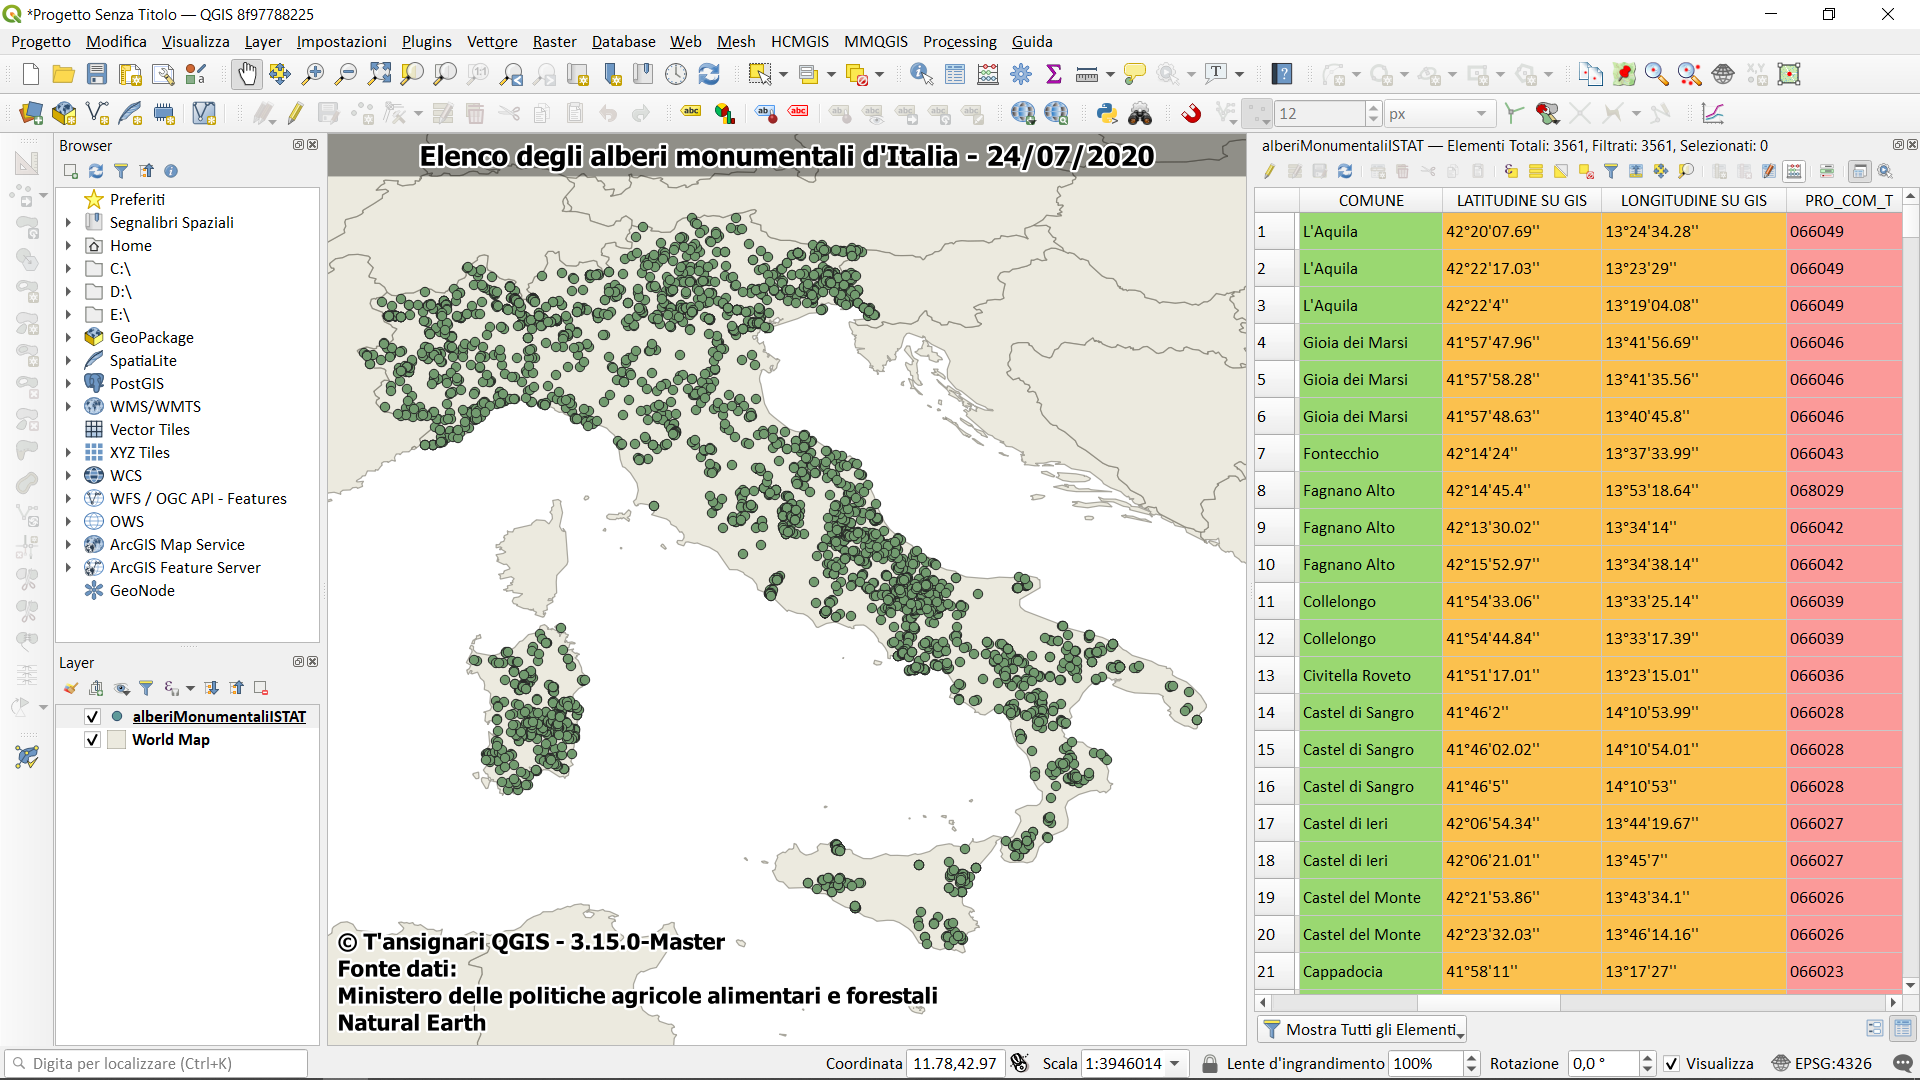 *Progetto Senza Titolo — QGIS 8f97788225
Progetto Modifica Visualizza Layer Impostazioni Plugins Vettore Raster Database Web Mesh HCMGIS MMQGIS Processing Guida
12 px
Browser
Preferiti
Segnalibri Spaziali
Home
C:\
D:\
E:\
GeoPackage
SpatiaLite
PostGIS
WMS/WMTS
Vector Tiles
XYZ Tiles
WCS
WFS / OGC API - Features
OWS
ArcGIS Map Service
ArcGIS Feature Server
GeoNode
Layer
alberiMonumentaliISTAT
World Map
Elenco degli alberi monumentali d'Italia - 24/07/2020
© T'ansignari QGIS - 3.15.0-Master
Fonte dati:
Ministero delle politiche agricole alimentari e forestali
Natural Earth
alberiMonumentaliISTAT — Elementi Totali: 3561, Filtrati: 3561, Selezionati: 0
COMUNE LATITUDINE SU GIS LONGITUDINE SU GIS PRO_COM_T
1 L'Aquila 42°20'07.69'' 13°24'34.28'' 066049
2 L'Aquila 42°22'17.03'' 13°23'29'' 066049
3 L'Aquila 42°22'4'' 13°19'04.08'' 066049
4 Gioia dei Marsi 41°57'47.96'' 13°41'56.69'' 066046
5 Gioia dei Marsi 41°57'58.28'' 13°41'35.56'' 066046
6 Gioia dei Marsi 41°57'48.63'' 13°40'45.8'' 066046
7 Fontecchio 42°14'24'' 13°37'33.99'' 066043
8 Fagnano Alto 42°14'45.4'' 13°53'18.64'' 068029
9 Fagnano Alto 42°13'30.02'' 13°34'14'' 066042
10 Fagnano Alto 42°15'52.97'' 13°34'38.14'' 066042
11 Collelongo 41°54'33.06'' 13°33'25.14'' 066039
12 Collelongo 41°54'44.84'' 13°33'17.39'' 066039
13 Civitella Roveto 41°51'17.01'' 13°23'15.01'' 066036
14 Castel di Sangro 41°46'2'' 14°10'53.99'' 066028
15 Castel di Sangro 41°46'02.02'' 14°10'54.01'' 066028
16 Castel di Sangro 41°46'5'' 14°10'53'' 066028
17 Castel di Ieri 42°06'54.34'' 13°44'19.67'' 066027
18 Castel di Ieri 42°06'21.01'' 13°45'7'' 066027
19 Castel del Monte 42°21'53.86'' 13°43'34.1'' 066026
20 Castel del Monte 42°23'32.03'' 13°46'14.16'' 066026
21 Cappadocia 41°58'11'' 13°17'27'' 066023
Mostra Tutti gli Elementi
Digita per localizzare (Ctrl+K) Coordinata 11.78,42.97 Scala 1:3946014 Lente d'ingrandimento 100% Rotazione 0,0 ° Visualizza EPSG:4326